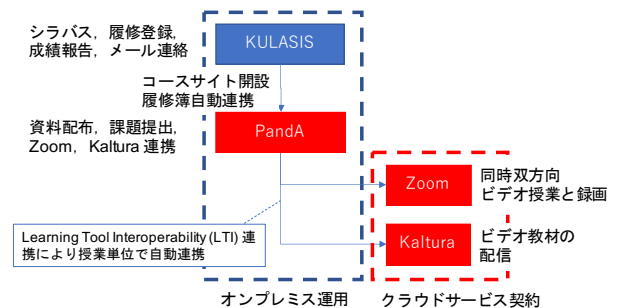 シラバス，履修登録，
成績報告，メール連絡
KULASIS
コースサイト開設
履修簿自動連携
資料配布，課題提出，
Zoom，Kaltura 連携
PandA
Zoom
同時双方向
ビデオ授業と録画
Kaltura
ビデオ教材の
配信
Learning Tool Interoperability (LTI) 連
携により授業単位で自動連携
オンプレミス運用
クラウドサービス契約